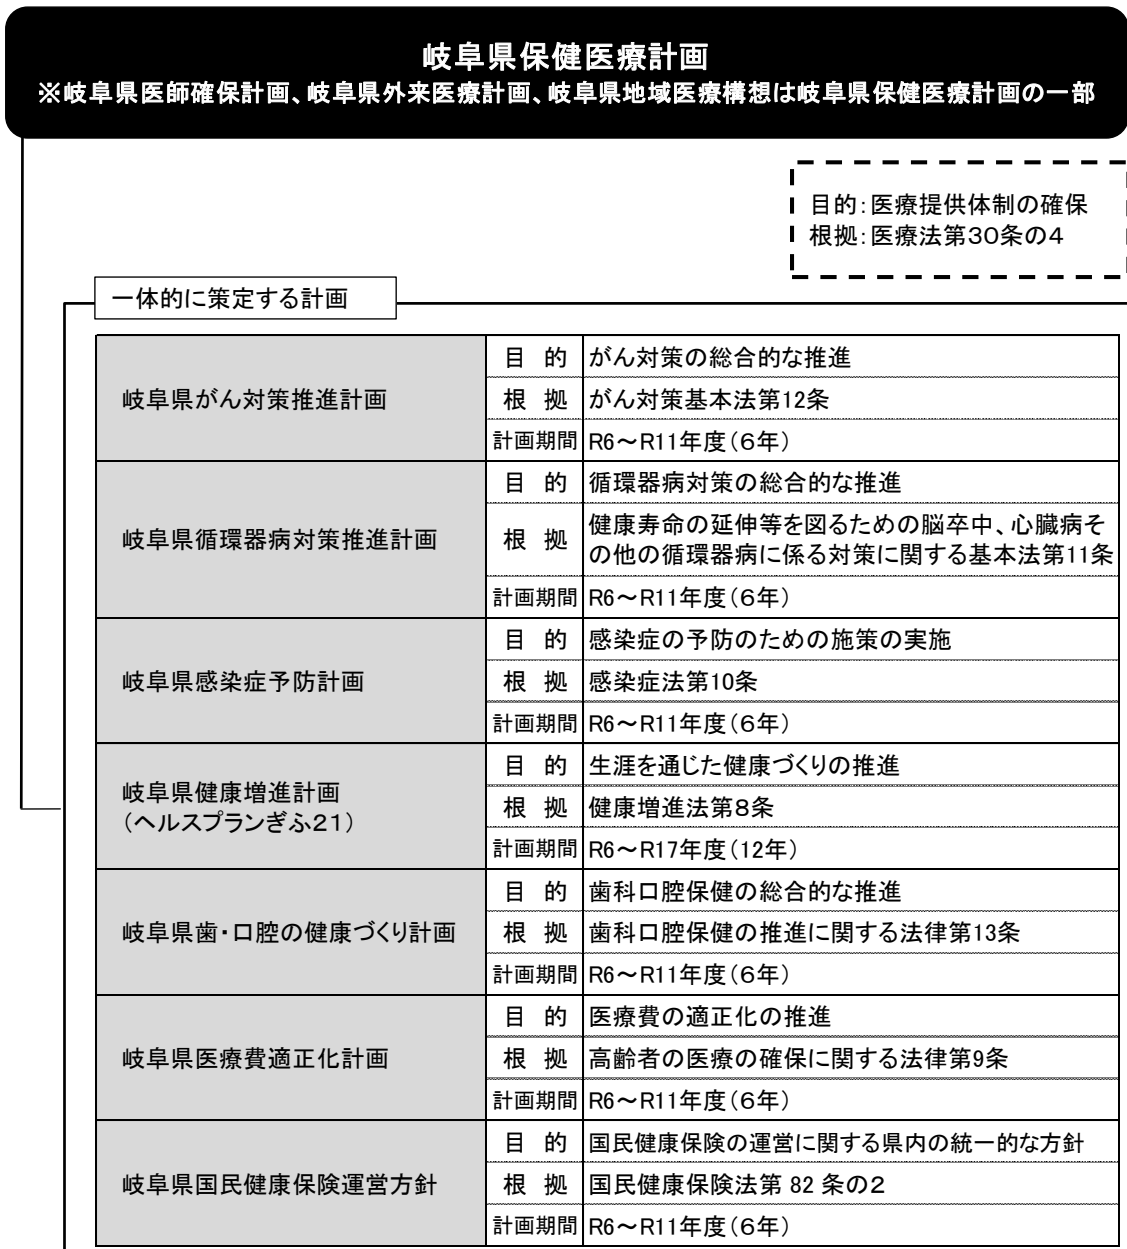 岐阜県保健医療計画
※岐阜県医師確保計画、岐阜県外来医療計画、岐阜県地域医療構想は岐阜県保健医療計画の一部
目的：医療提供体制の確保
根拠：医療法第３０条の４
一体的に策定する計画
岐阜県がん対策推進計画
目　的 がん対策の総合的な推進
根　拠 がん対策基本法第12条
計画期間 R6～R11年度（６年）
岐阜県循環器病対策推進計画
目　的 循環器病対策の総合的な推進
根　拠 健康寿命の延伸等を図るための脳卒中、心臓病そ
の他の循環器病に係る対策に関する基本法第11条
計画期間 R6～R11年度（６年）
岐阜県感染症予防計画
目　的 感染症の予防のための施策の実施
根　拠 感染症法第10条
計画期間 R6～R11年度（６年）
岐阜県健康増進計画
（ヘルスプランぎふ２１）
目　的 生涯を通じた健康づくりの推進
根　拠 健康増進法第８条
計画期間 R6～R17年度（12年）
岐阜県歯・口腔の健康づくり計画
目　的 歯科口腔保健の総合的な推進
根　拠 歯科口腔保健の推進に関する法律第13条
計画期間 R6～R11年度（６年）
岐阜県医療費適正化計画
目　的 医療費の適正化の推進
根　拠 高齢者の医療の確保に関する法律第9条
計画期間 R6～R11年度（６年）
岐阜県国民健康保険運営方針
目　的 国民健康保険の運営に関する県内の統一的な方針
根　拠 国民健康保険法第 82 条の２
計画期間 R6～R11年度（６年）